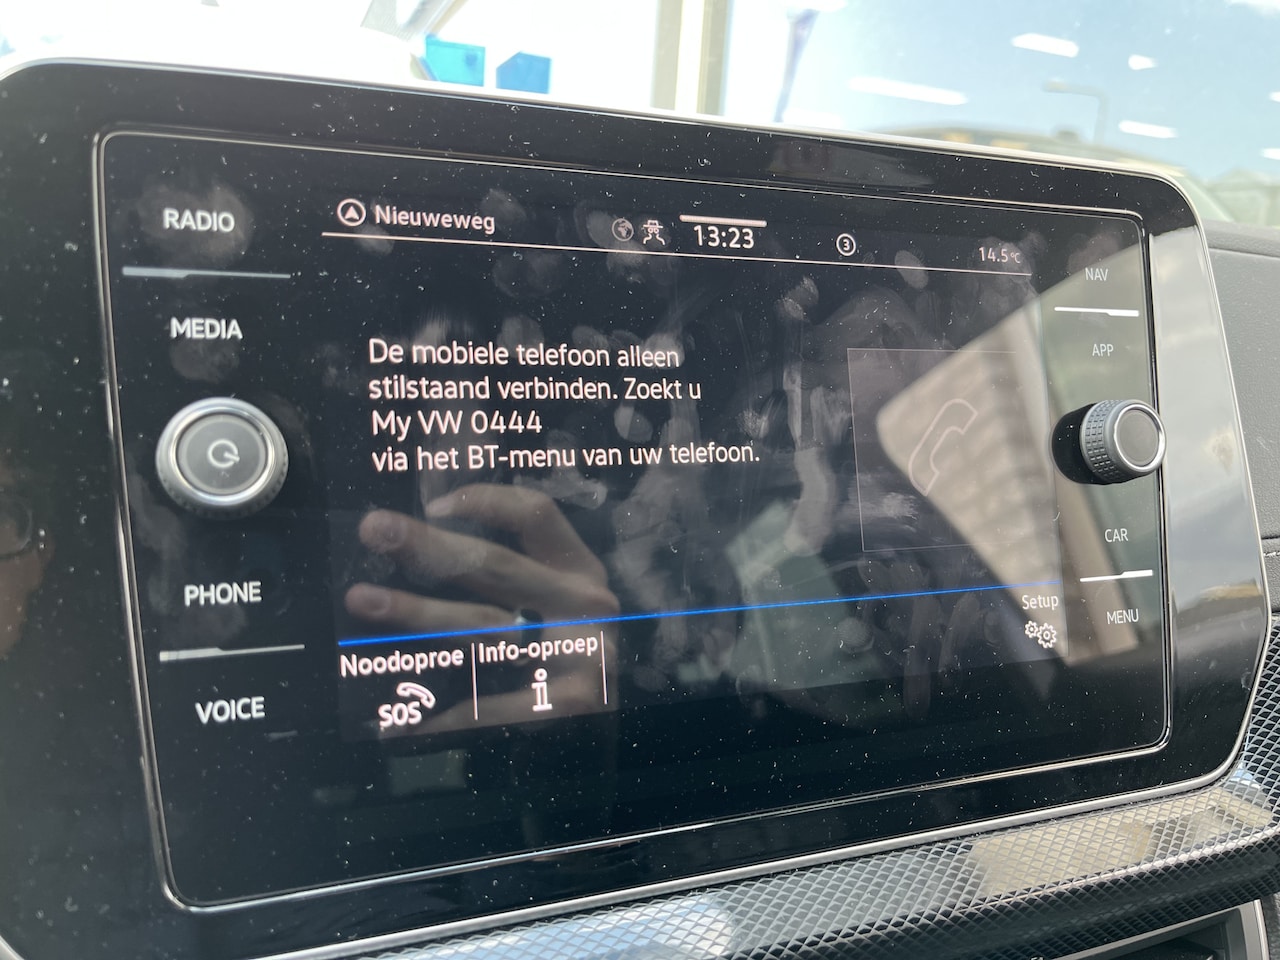 RADIO
Nieuweweg
13:23
3
14.5°C
NAV
MEDIA
APP
De mobiele telefoon alleen
stilstaand verbinden. Zoekt u
My VW 0444
via het BT-menu van uw telefoon.
CAR
PHONE
Setup
MENU
Noodoproe
Info-oproep
SOS
i
VOICE